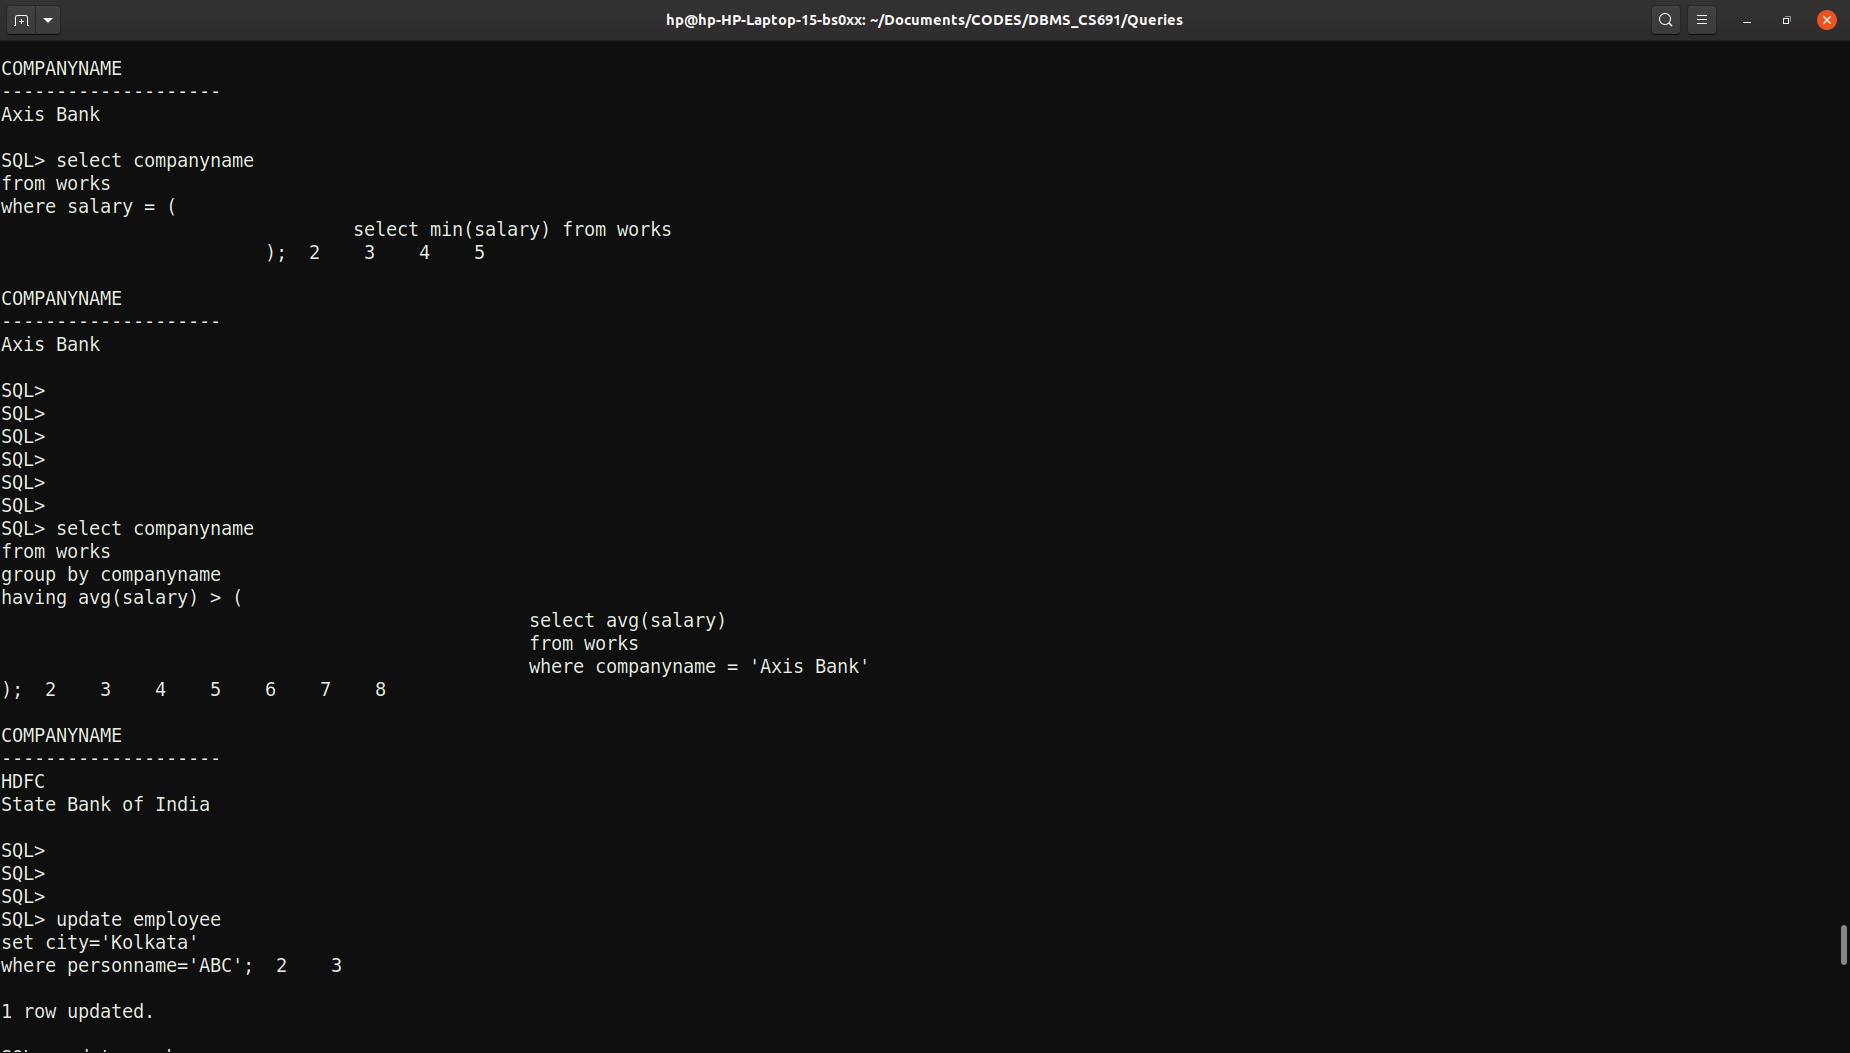 hp@hp-HP-Laptop-15-bs0xx: ~/Documents/CODES/DBMS_CS691/Queries
COMPANYNAME
--------------------
Axis Bank
SQL> select companyname
from works
where salary = (
select min(salary) from works
);  2    3    4    5
COMPANYNAME
--------------------
Axis Bank
SQL>
SQL>
SQL>
SQL>
SQL>
SQL>
SQL> select companyname
from works
group by companyname
having avg(salary) > (
select avg(salary)
from works
where companyname = 'Axis Bank'
);  2    3    4    5    6    7    8
COMPANYNAME
--------------------
HDFC
State Bank of India
SQL>
SQL>
SQL>
SQL> update employee
set city='Kolkata'
where personname='ABC';  2    3
1 row updated.